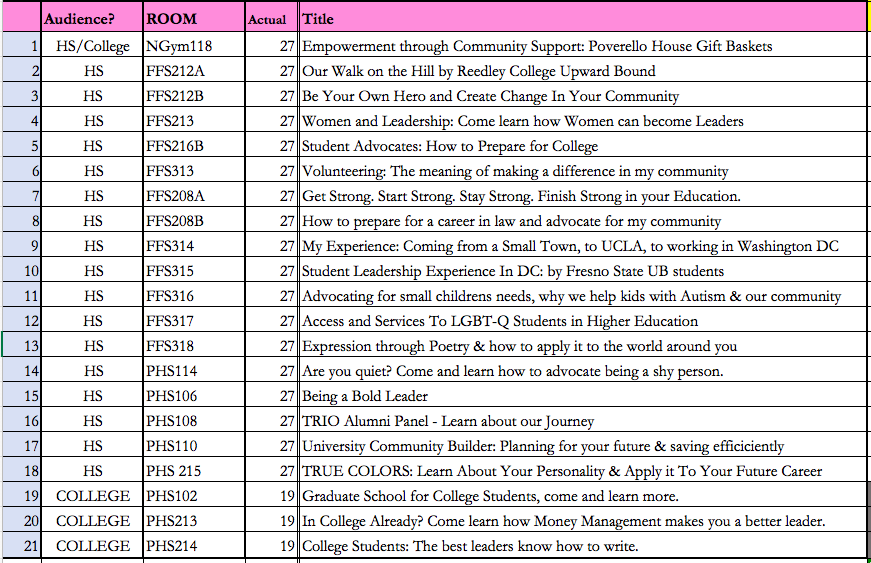 Audience? ROOM Actual Title
1 HS/College NGym118 27 Empowerment through Community Support: Poverello House Gift Baskets
2 HS FFS212A 27 Our Walk on the Hill by Reedley College Upward Bound
3 HS FFS212B 27 Be Your Own Hero and Create Change In Your Community
4 HS FFS213 27 Women and Leadership: Come learn how Women can become Leaders
5 HS FFS216B 27 Student Advocates: How to Prepare for College
6 HS FFS313 27 Volunteering: The meaning of making a difference in my community
7 HS FFS208A 27 Get Strong. Start Strong. Stay Strong. Finish Strong in your Education.
8 HS FFS208B 27 How to prepare for a career in law and advocate for my community
9 HS FFS314 27 My Experience: Coming from a Small Town, to UCLA, to working in Washington DC
10 HS FFS315 27 Student Leadership Experience In DC: by Fresno State UB students
11 HS FFS316 27 Advocating for small childrens needs, why we help kids with Autism & our community
12 HS FFS317 27 Access and Services To LGBT-Q Students in Higher Education
13 HS FFS318 27 Expression through Poetry & how to apply it to the world around you
14 HS PHS114 27 Are you quiet? Come and learn how to advocate being a shy person.
15 HS PHS106 27 Being a Bold Leader
16 HS PHS108 27 TRIO Alumni Panel - Learn about our Journey
17 HS PHS110 27 University Community Builder: Planning for your future & saving efficiciently
18 HS PHS 215 27 TRUE COLORS: Learn About Your Personality & Apply it To Your Future Career
19 COLLEGE PHS102 19 Graduate School for College Students, come and learn more.
20 COLLEGE PHS213 19 In College Already? Come learn how Money Management makes you a better leader.
21 COLLEGE PHS214 19 College Students: The best leaders know how to write.